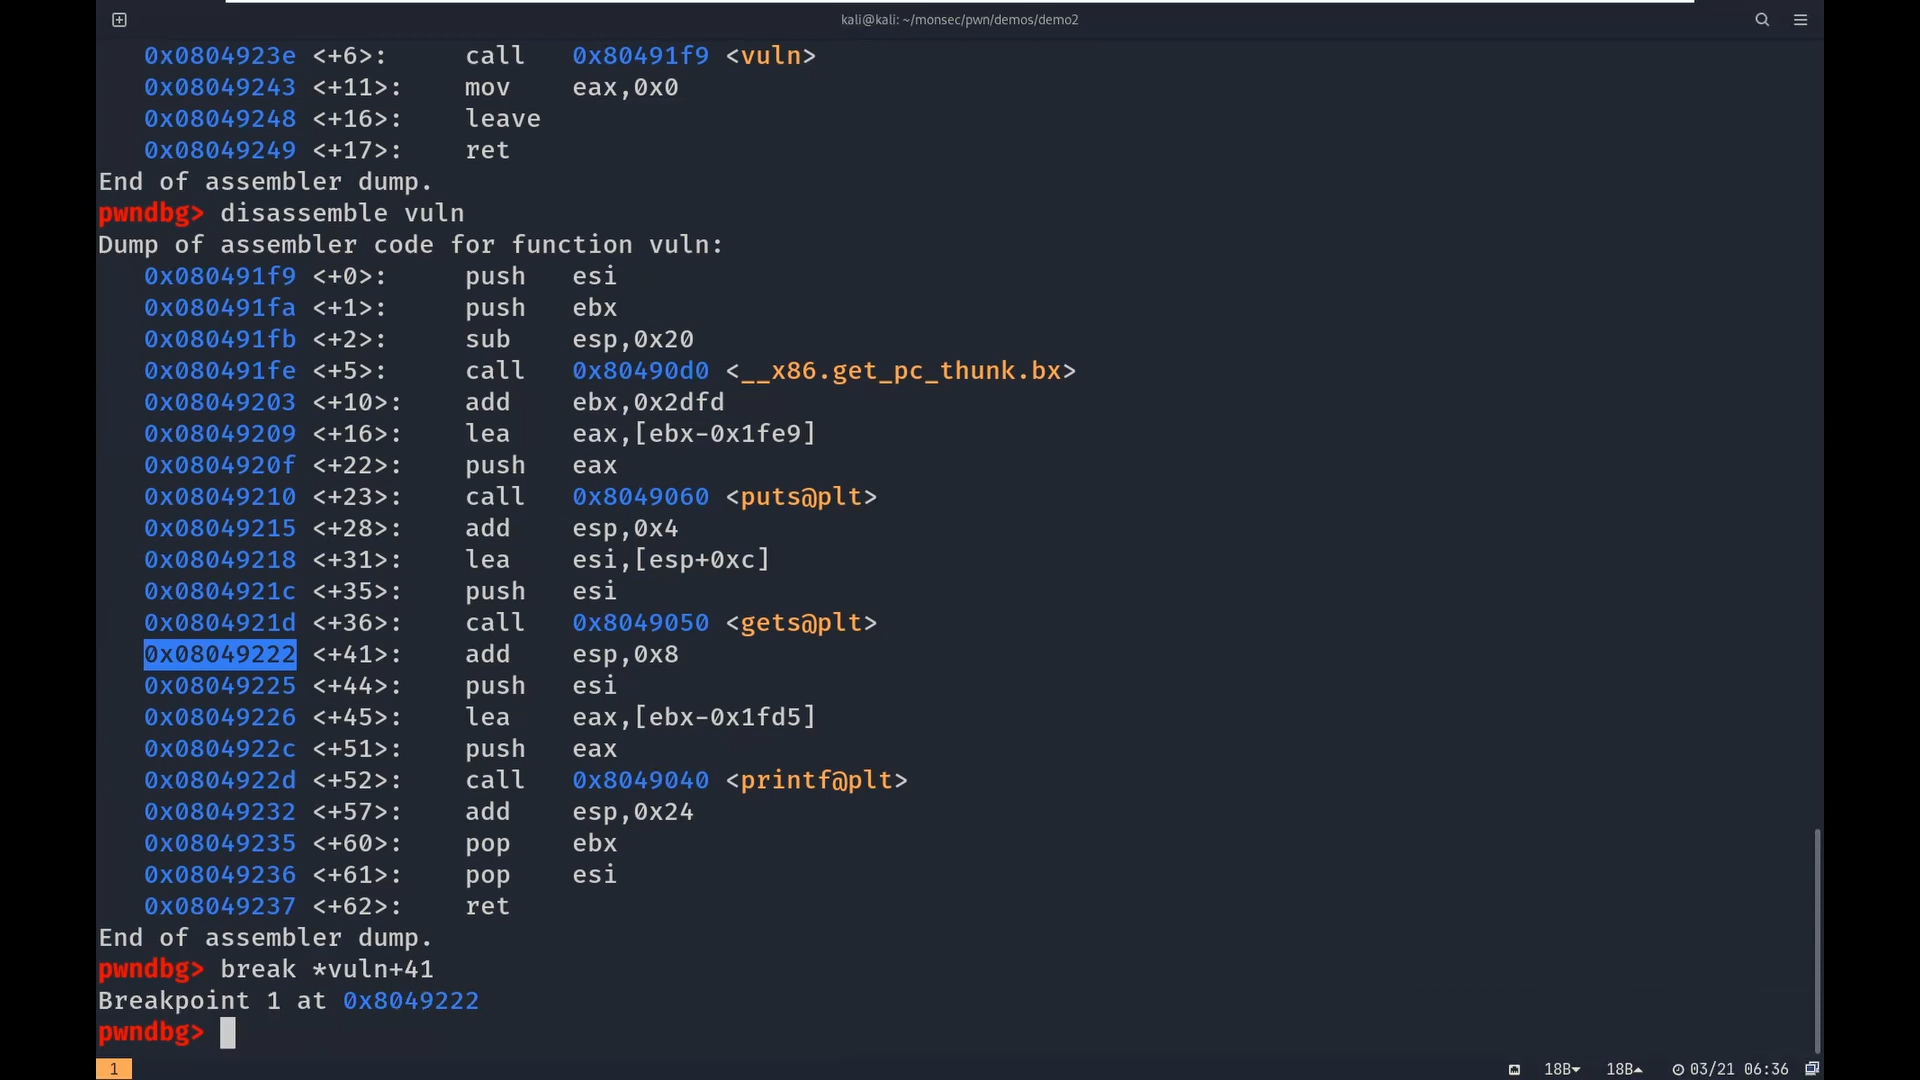 kali@kali: ~/monsec/pwn/demos/demo2
0x0804923e <+6>: call 0x80491f9 <vuln>
0x08049243 <+11>: mov eax,0x0
0x08049248 <+16>: leave
0x08049249 <+17>: ret
End of assembler dump.
pwndbg> disassemble vuln
Dump of assembler code for function vuln:
0x080491f9 <+0>: push esi
0x080491fa <+1>: push ebx
0x080491fb <+2>: sub esp,0x20
0x080491fe <+5>: call 0x80490d0 <__x86.get_pc_thunk.bx>
0x08049203 <+10>: add ebx,0x2dfd
0x08049209 <+16>: lea eax,[ebx-0x1fe9]
0x0804920f <+22>: push eax
0x08049210 <+23>: call 0x8049060 <puts@plt>
0x08049215 <+28>: add esp,0x4
0x08049218 <+31>: lea esi,[esp+0xc]
0x0804921c <+35>: push esi
0x0804921d <+36>: call 0x8049050 <gets@plt>
0x08049222 <+41>: add esp,0x8
0x08049225 <+44>: push esi
0x08049226 <+45>: lea eax,[ebx-0x1fd5]
0x0804922c <+51>: push eax
0x0804922d <+52>: call 0x8049040 <printf@plt>
0x08049232 <+57>: add esp,0x24
0x08049235 <+60>: pop ebx
0x08049236 <+61>: pop esi
0x08049237 <+62>: ret
End of assembler dump.
pwndbg> break *vuln+41
Breakpoint 1 at 0x8049222
pwndbg>
1 18B 18B 03/21 06:36